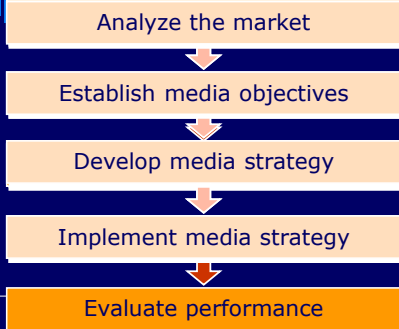 Analyze the market
Establish media objectives
Develop media strategy
Implement media strategy
Evaluate performance